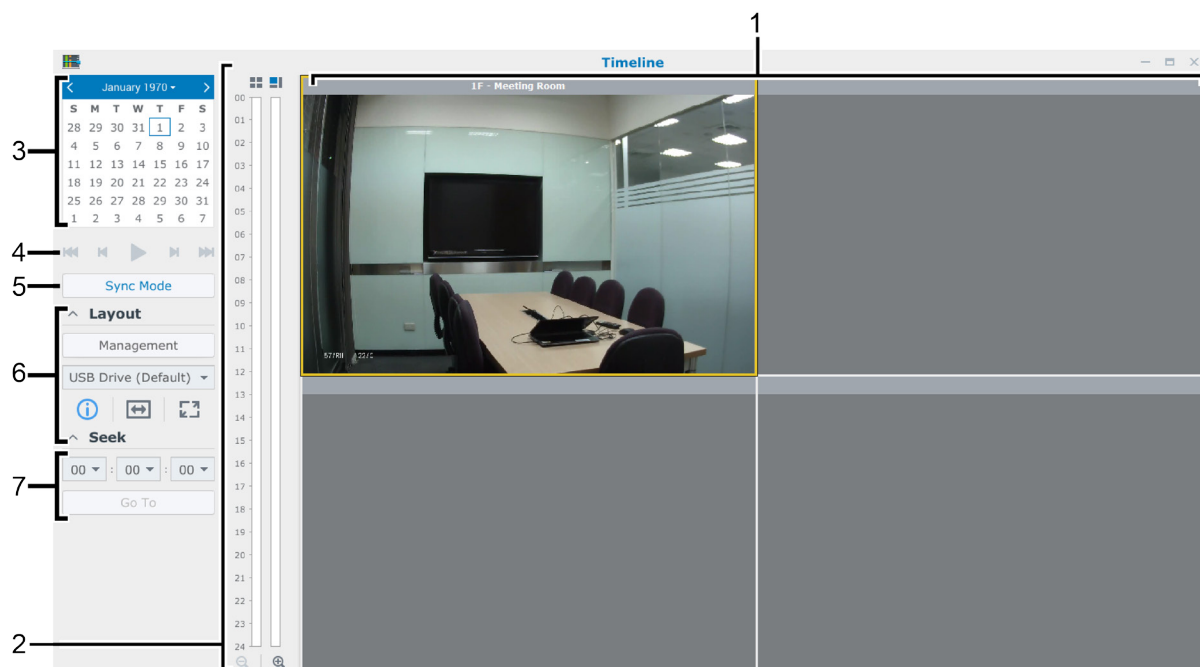 1
Timeline
3
January 1970
S M T W T F S
28 29 30 31 1 2 3
4 5 6 7 8 9 10
11 12 13 14 15 16 17
18 19 20 21 22 23 24
25 26 27 28 29 30 31
1 2 3 4 5 6 7
4
5
Sync Mode
6
Layout
Management
USB Drive (Default)
Seek
7
00 : 00 : 00
Go To
2
00
01
02
03
04
05
06
07
08
09
10
11
12
13
14
15
16
17
18
19
20
21
22
23
24
1F - Meeting Room